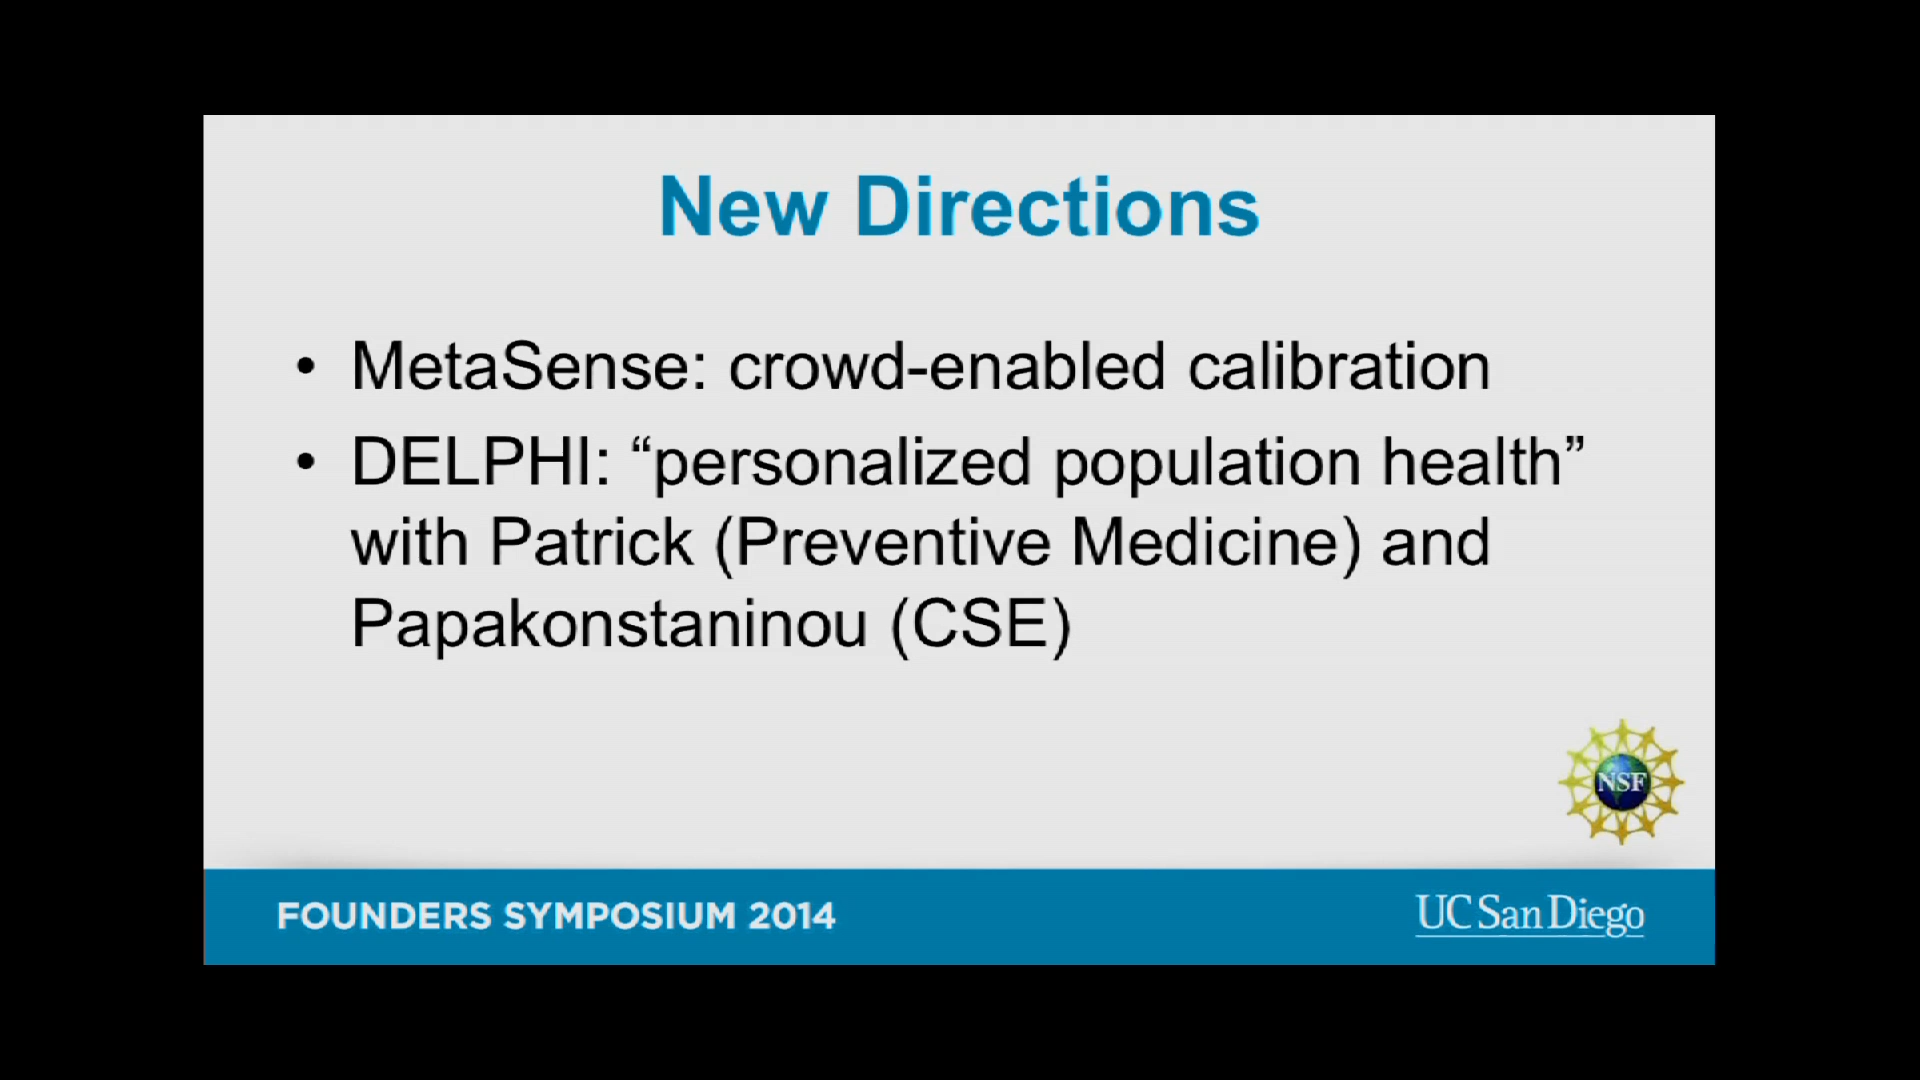 New Directions
• MetaSense: crowd-enabled calibration
• DELPHI: “personalized population health”
with Patrick (Preventive Medicine) and
Papakonstaninou (CSE)
NSF
FOUNDERS SYMPOSIUM 2014
UC San Diego